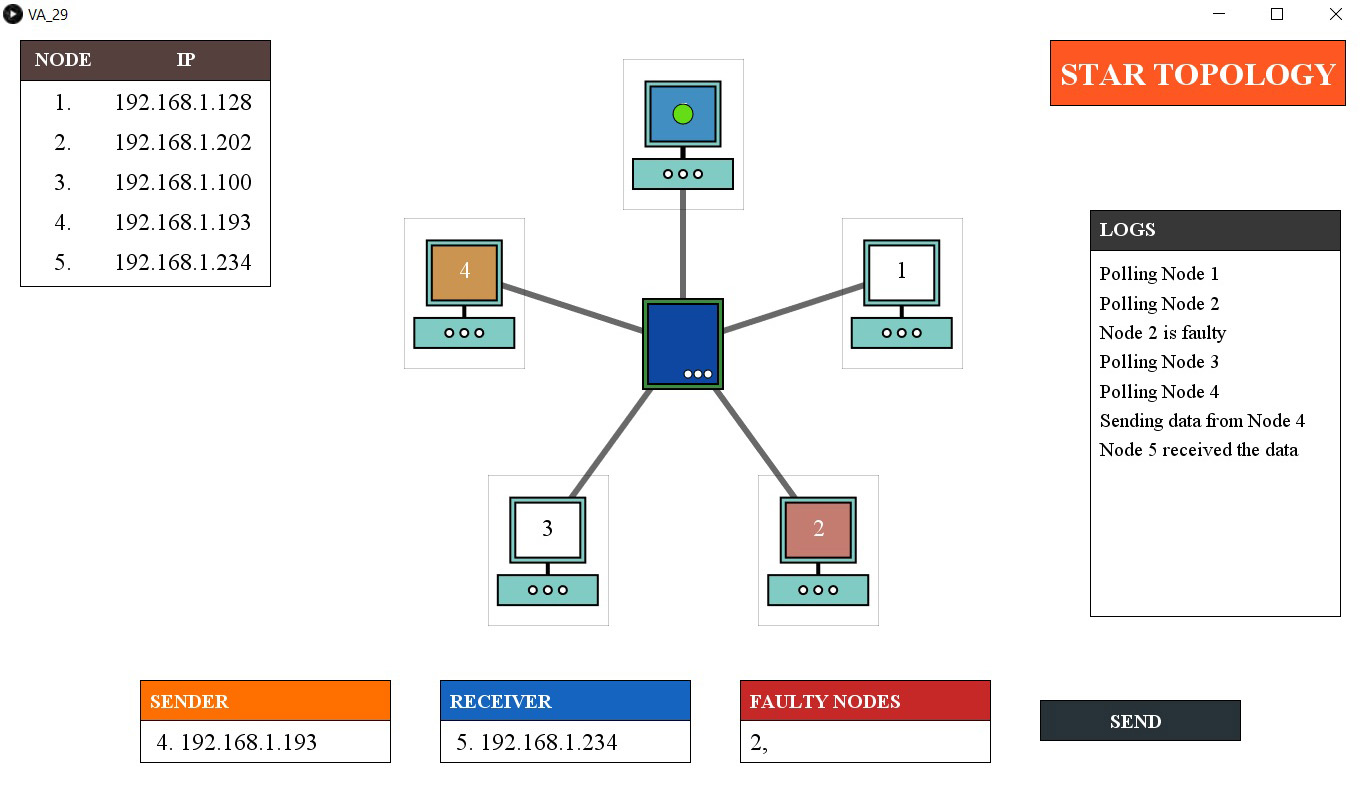 VA_29
NODE IP
1. 192.168.1.128
2. 192.168.1.202
3. 192.168.1.100
4. 192.168.1.193
5. 192.168.1.234
STAR TOPOLOGY
4
1
3
2
LOGS
Polling Node 1
Polling Node 2
Node 2 is faulty
Polling Node 3
Polling Node 4
Sending data from Node 4
Node 5 received the data
SENDER
4. 192.168.1.193
RECEIVER
5. 192.168.1.234
FAULTY NODES
2,
SEND